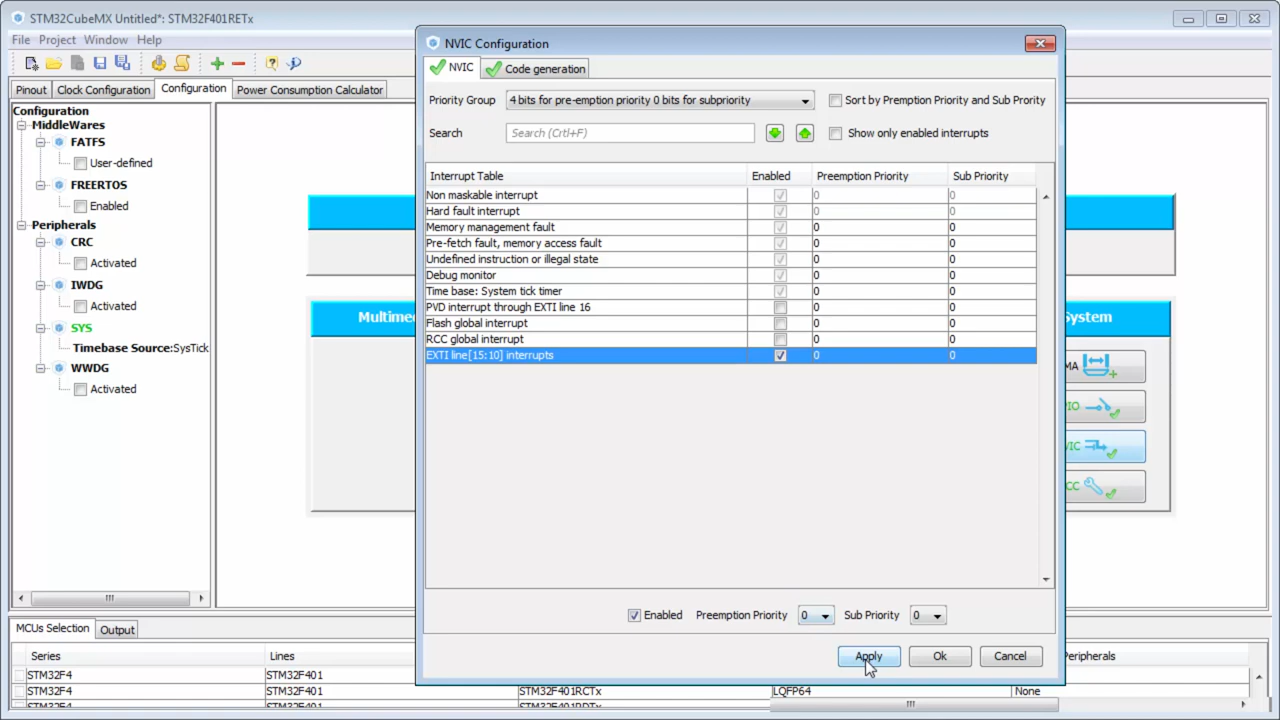 STM32CubeMX Untitled*: STM32F401RETx
File Project Window Help
Pinout Clock Configuration Configuration Power Consumption Calculator
Configuration
MiddleWares
FATFS
User-defined
FREERTOS
Enabled
Peripherals
CRC
Activated
IWDG
Activated
SYS
Timebase Source:SysTick
WWDG
Activated
System
NVIC Configuration
NVIC Code generation
Priority Group 4 bits for pre-emption priority 0 bits for subpriority Sort by Premption Priority and Sub Prority
Search Search (Crtl+F) Show only enabled interrupts
Interrupt Table Enabled Preemption Priority Sub Priority
Non maskable interrupt 0 0
Hard fault interrupt 0 0
Memory management fault 0 0
Pre-fetch fault, memory access fault 0 0
Undefined instruction or illegal state 0 0
Debug monitor 0 0
Time base: System tick timer 0 0
PVD interrupt through EXTI line 16 0 0
Flash global interrupt 0 0
RCC global interrupt 0 0
EXTI line[15:10] interrupts 0 0
Enabled Preemption Priority 0 Sub Priority 0
Apply Ok Cancel
MCUs Selection Output
Series Lines Peripherals
STM32F4 STM32F401
STM32F4 STM32F401 STM32F401RCTx LQFP64 None